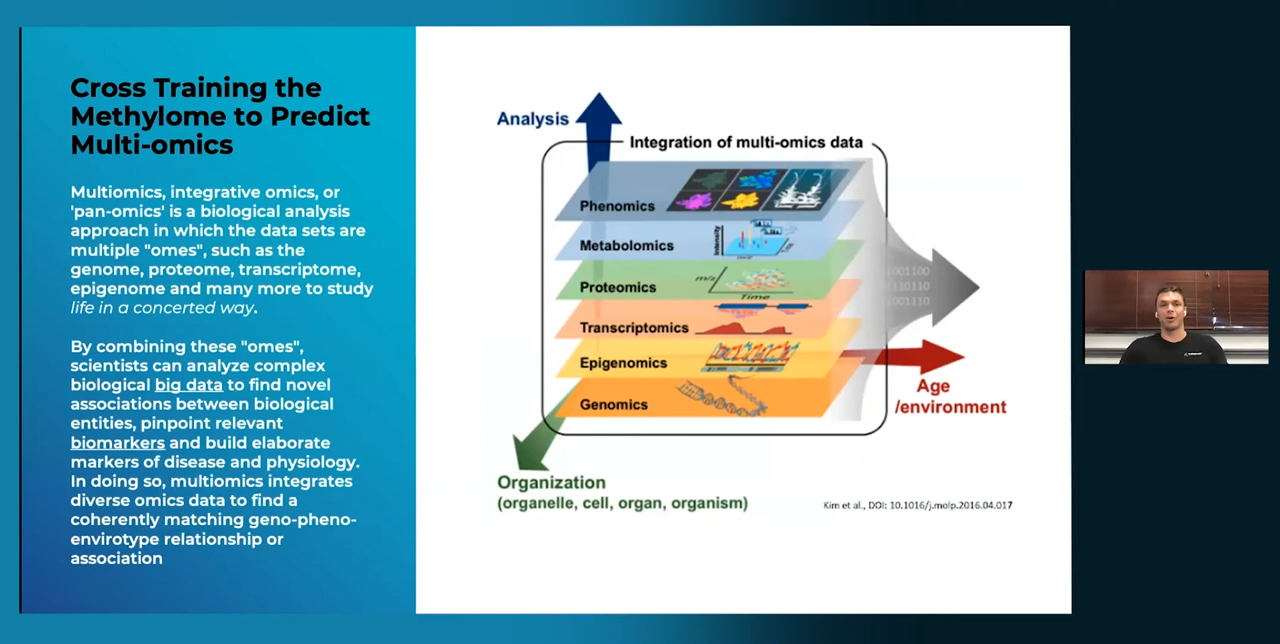 Cross Training the
Methylome to Predict
Multi-omics
Multiomics, integrative omics, or
'pan-omics' is a biological analysis
approach in which the data sets are
multiple "omes", such as the
genome, proteome, transcriptome,
epigenome and many more to study
life in a concerted way.
By combining these "omes",
scientists can analyze complex
biological big data to find novel
associations between biological
entities, pinpoint relevant
biomarkers and build elaborate
markers of disease and physiology.
In doing so, multiomics integrates
diverse omics data to find a
coherently matching geno-pheno-
envirotype relationship or
association
Analysis
Integration of multi-omics data
Phenomics
Metabolomics
Intensity
Proteomics
m/z
Time
Transcriptomics
Epigenomics
Genomics
1001100
110110
001110
Age
/environment
Organization
(organelle, cell, organ, organism)
Kim et al., DOI: 10.1016/j.molp.2016.04.017